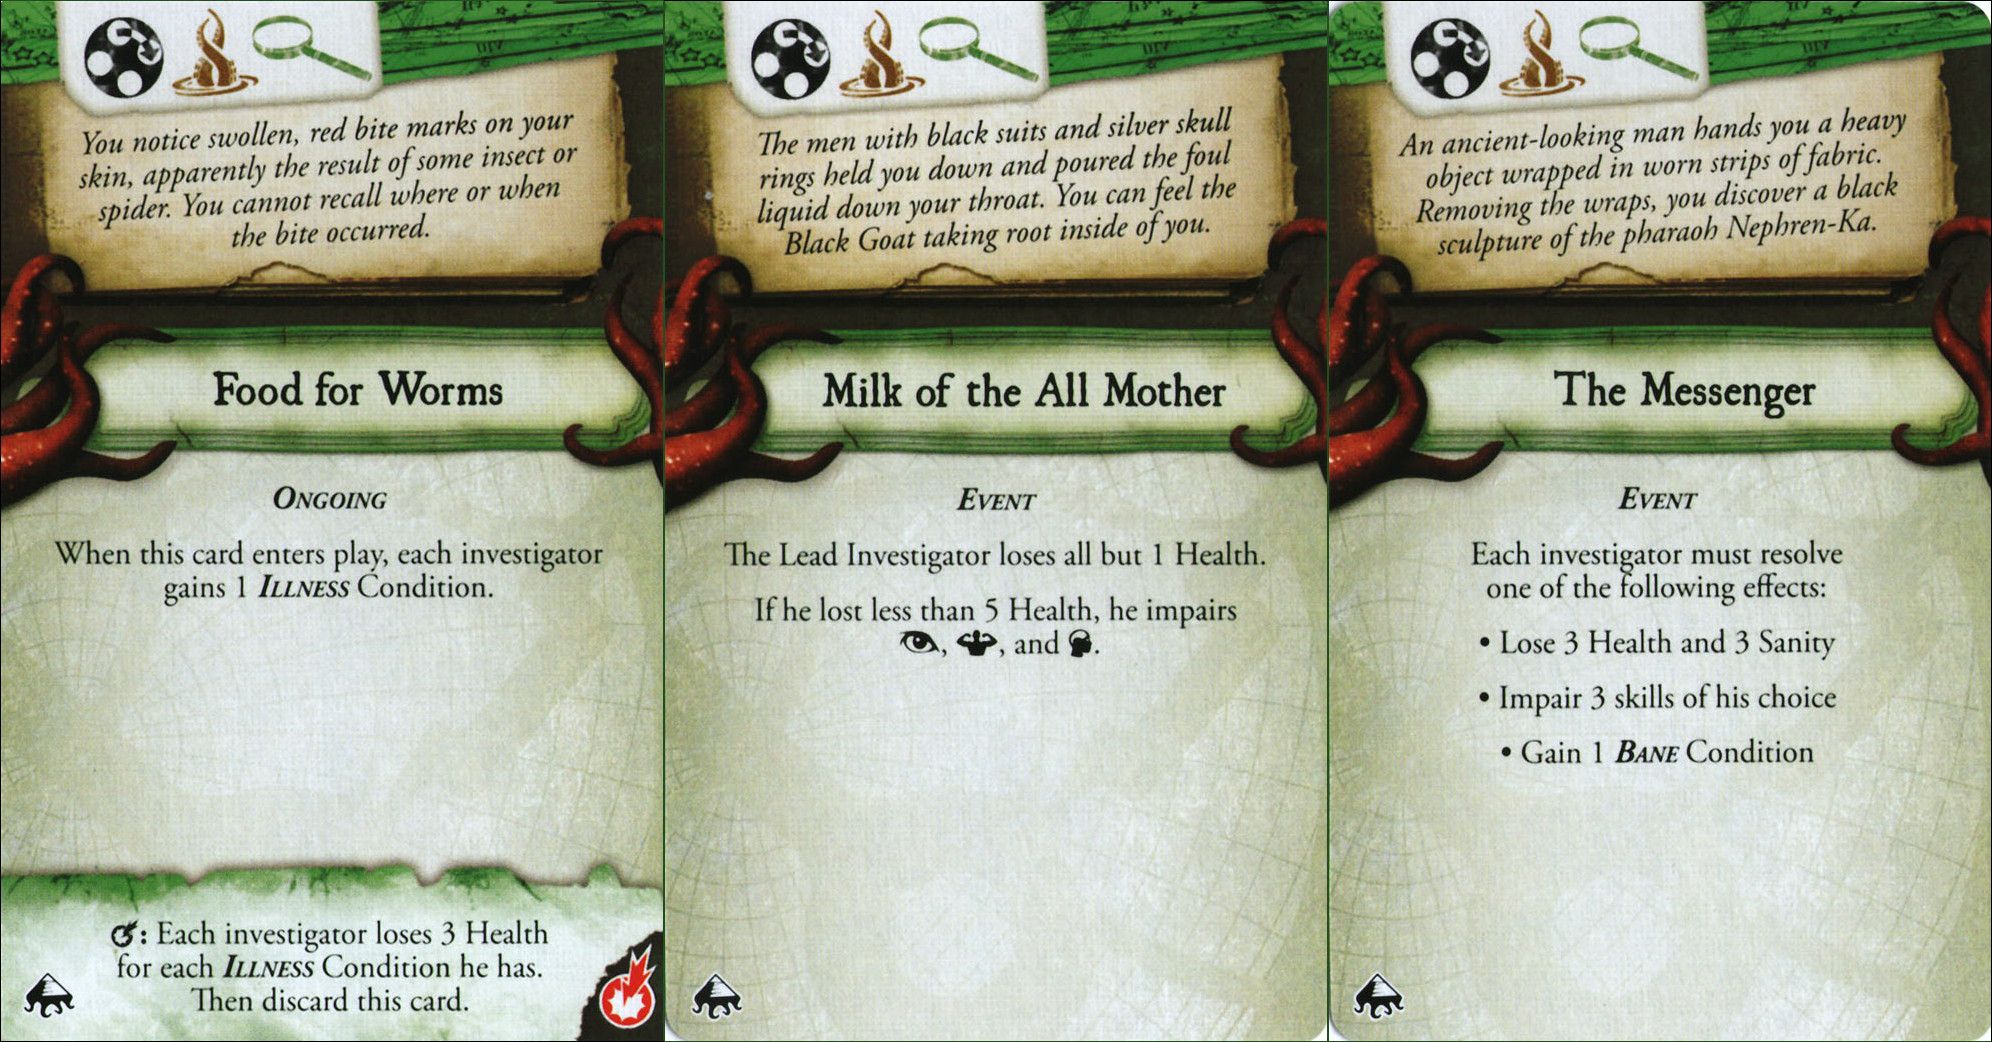 You notice swollen, red bite marks on your
skin, apparently the result of some insect or
spider. You cannot recall where or when
the bite occurred.
Food for Worms
Ongoing
When this card enters play, each investigator
gains 1 Illness Condition.
: Each investigator loses 3 Health
for each Illness Condition he has.
Then discard this card.
The men with black suits and silver skull
rings held you down and poured the foul
liquid down your throat. You can feel the
Black Goat taking root inside of you.
Milk of the All Mother
Event
The Lead Investigator loses all but 1 Health.
If he lost less than 5 Health, he impairs
, , and .
An ancient-looking man hands you a heavy
object wrapped in worn strips of fabric.
Removing the wraps, you discover a black
sculpture of the pharaoh Nephren-Ka.
The Messenger
Event
Each investigator must resolve
one of the following effects:
• Lose 3 Health and 3 Sanity
• Impair 3 skills of his choice
• Gain 1 Bane Condition